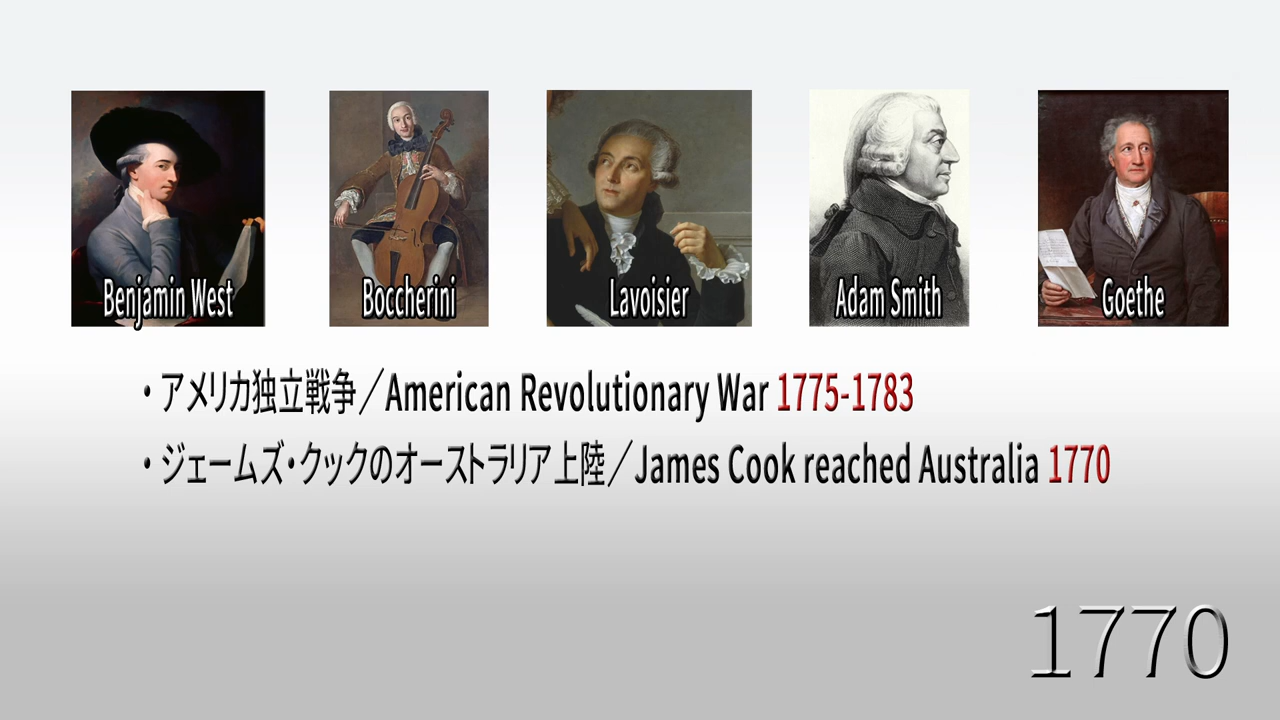 Benjamin West
Boccherini
Lavoisier
Adam Smith
Goethe
・アメリカ独立戦争／American Revolutionary War 1775-1783
・ジェームズ・クックのオーストラリア上陸／James Cook reached Australia 1770
1770